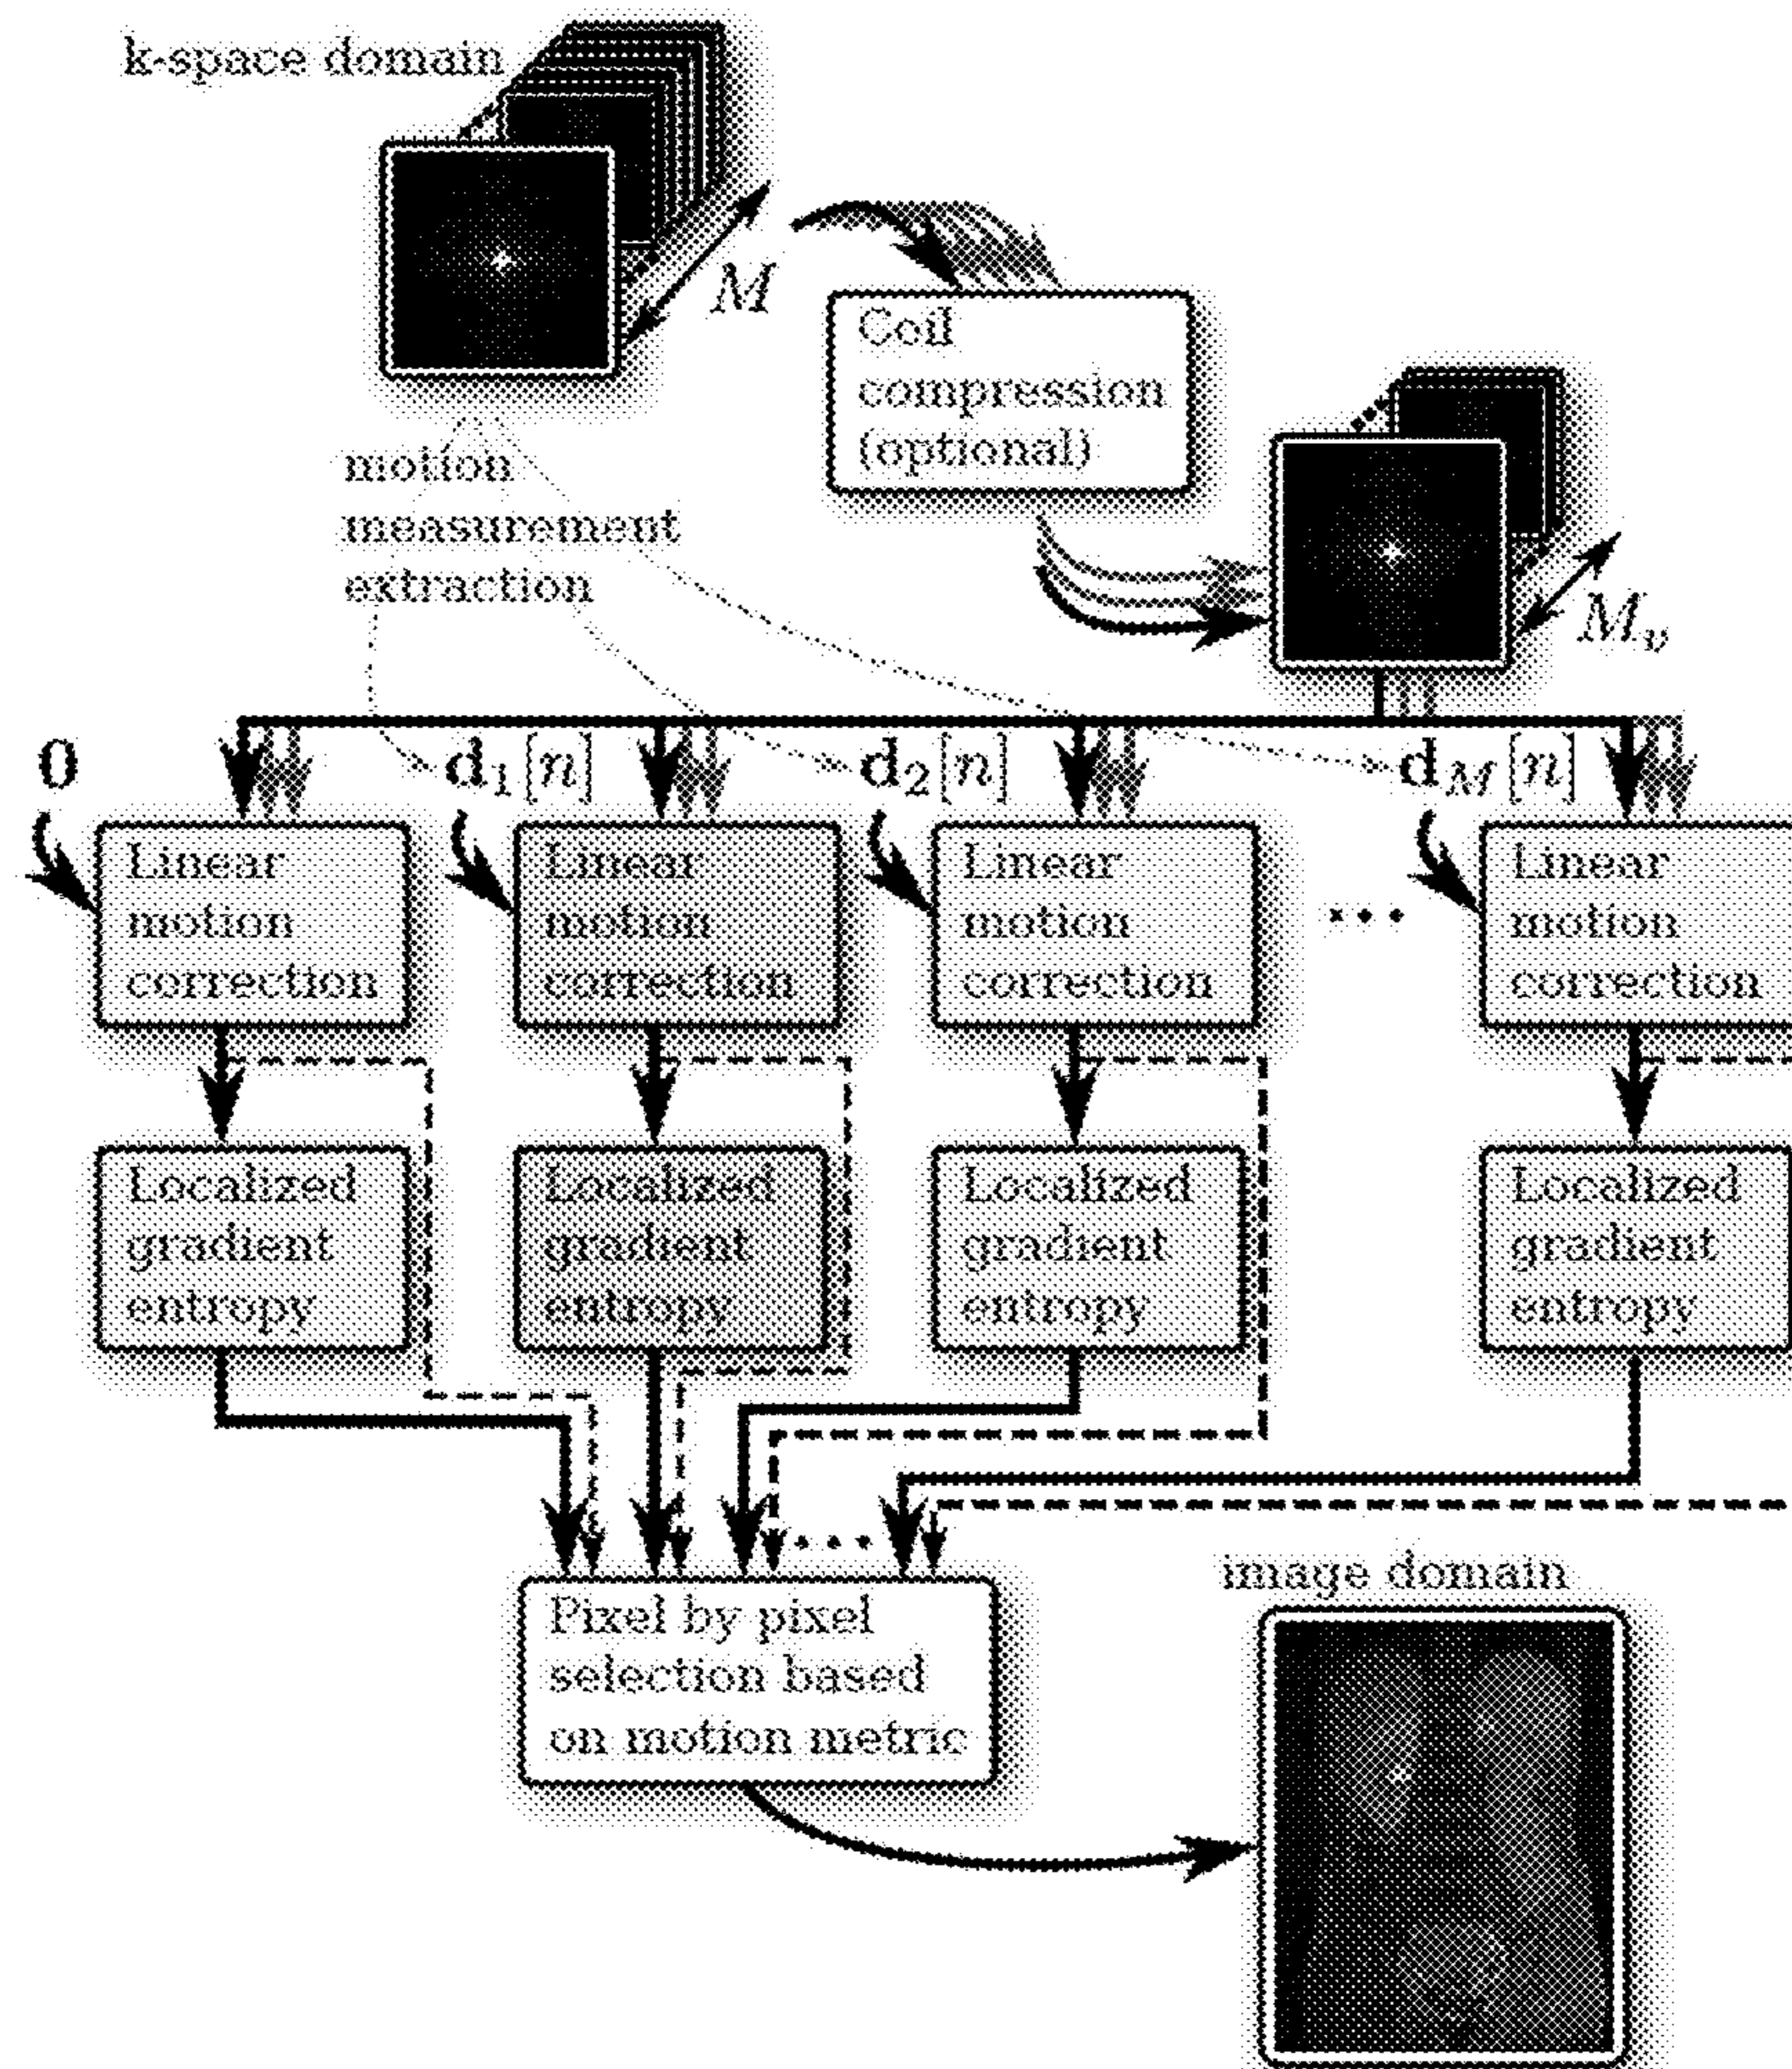 k-space domain
M
Coil
compression
(optional)
motion
measurement
extraction
M_v
0
d_1[n]
d_2[n]
d_M[n]
Linear
motion
correction
Linear
motion
correction
Linear
motion
correction
...
Linear
motion
correction
Localized
gradient
entropy
Localized
gradient
entropy
Localized
gradient
entropy
Localized
gradient
entropy
...
Pixel by pixel
selection based
on motion metric
image domain